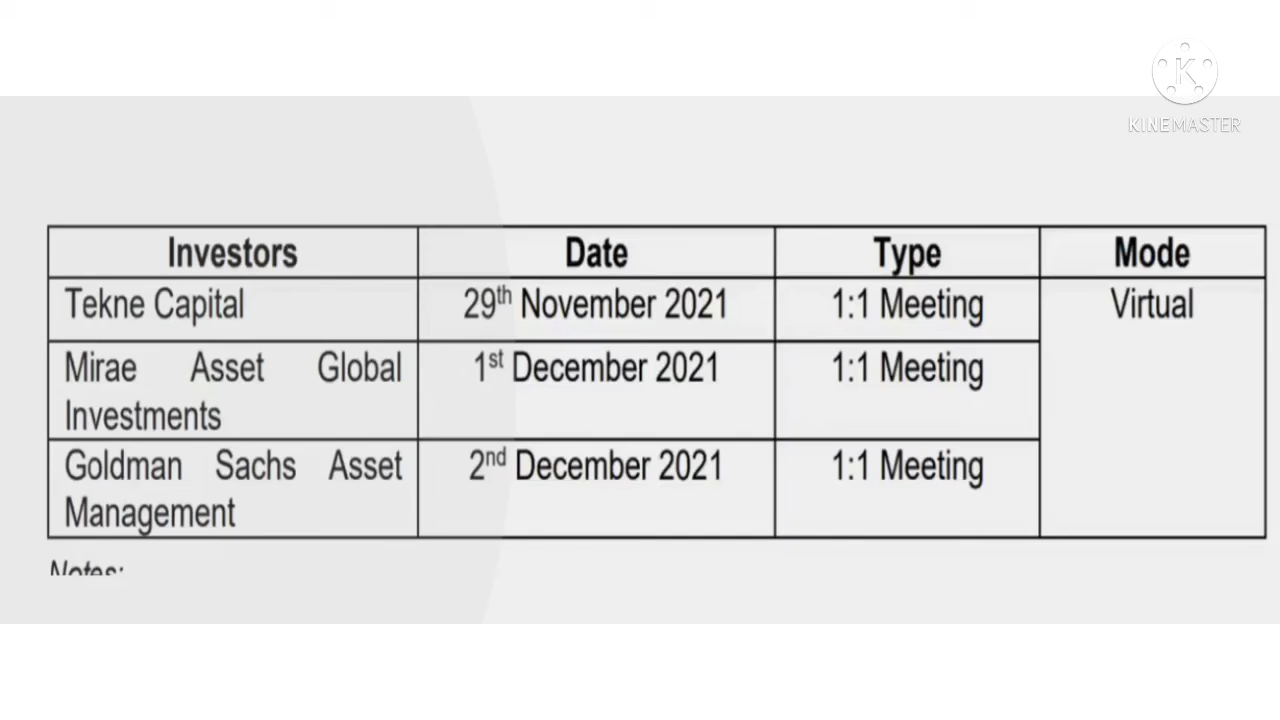 K
KINEMASTER
Investors Date Type Mode
Tekne Capital 29th November 2021 1:1 Meeting Virtual
Mirae Asset Global 1st December 2021 1:1 Meeting
Investments
Goldman Sachs Asset 2nd December 2021 1:1 Meeting
Management
Notes: